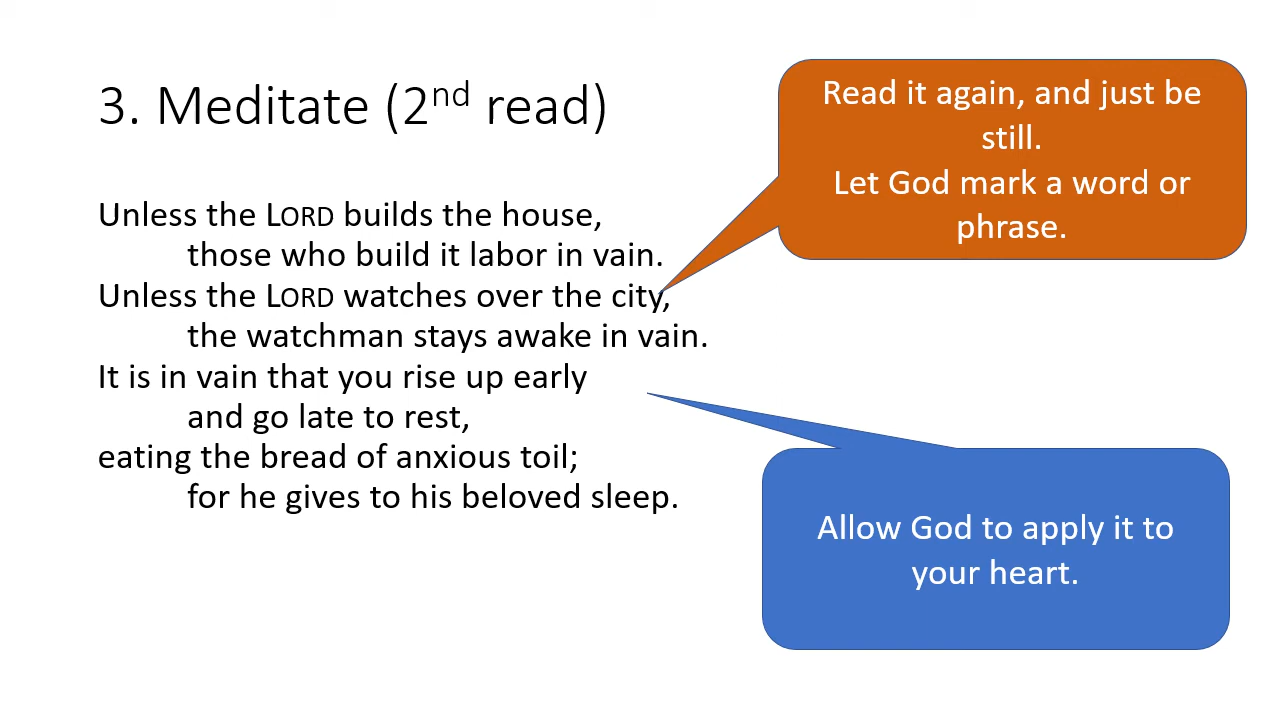 3. Meditate (2nd read)
Unless the LORD builds the house,
those who build it labor in vain.
Unless the LORD watches over the city,
the watchman stays awake in vain.
It is in vain that you rise up early
and go late to rest,
eating the bread of anxious toil;
for he gives to his beloved sleep.
Read it again, and just be
still.
Let God mark a word or
phrase.
Allow God to apply it to
your heart.